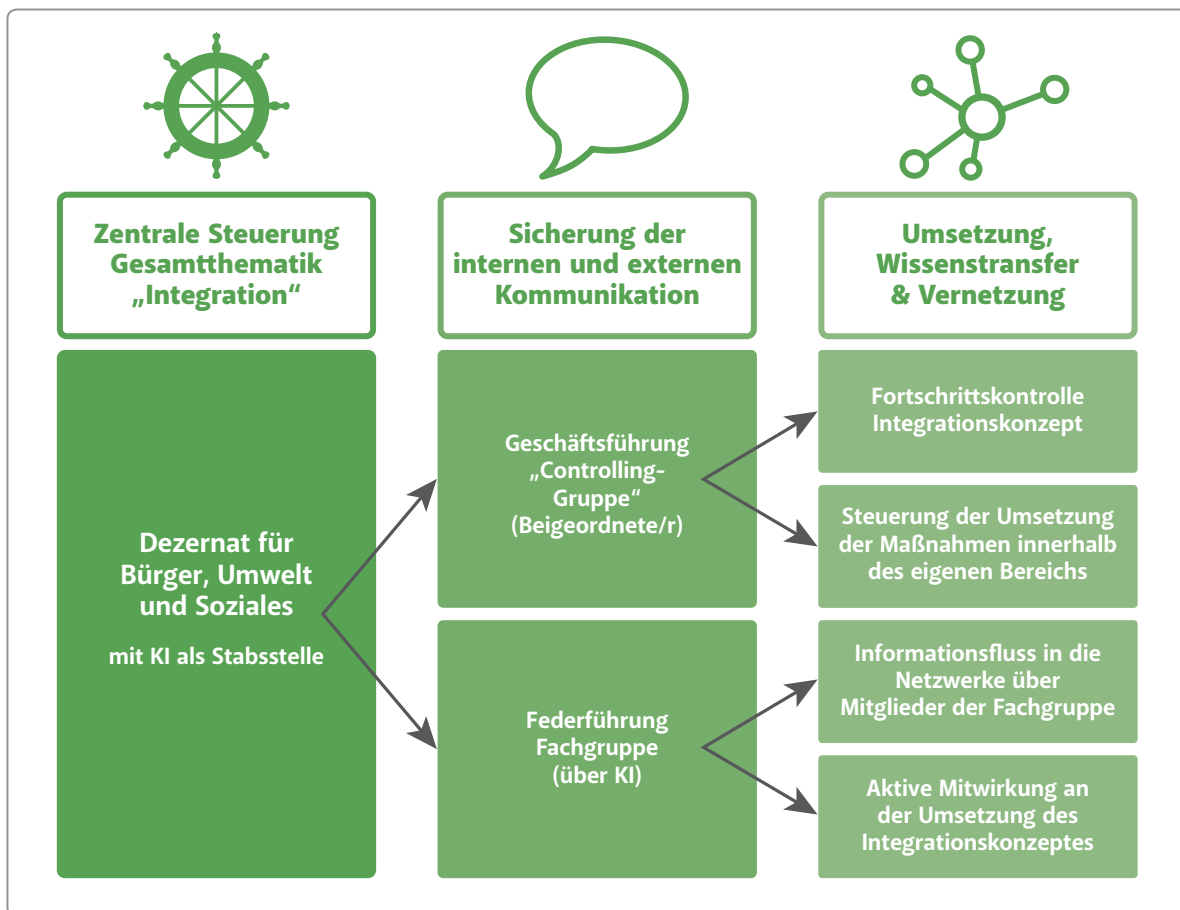 Zentrale Steuerung
Gesamtthematik
„Integration“
Sicherung der
internen und externen
Kommunikation
Umsetzung,
Wissenstransfer
& Vernetzung
Dezernat für
Bürger, Umwelt
und Soziales
mit KI als Stabsstelle
Geschäftsführung
„Controlling-
Gruppe“
(Beigeordnete/r)
Federführung
Fachgruppe
(über KI)
Fortschrittskontrolle
Integrationskonzept
Steuerung der Umsetzung
der Maßnahmen innerhalb
des eigenen Bereichs
Informationsfluss in die
Netzwerke über
Mitglieder der Fachgruppe
Aktive Mitwirkung an
der Umsetzung des
Integrationskonzeptes